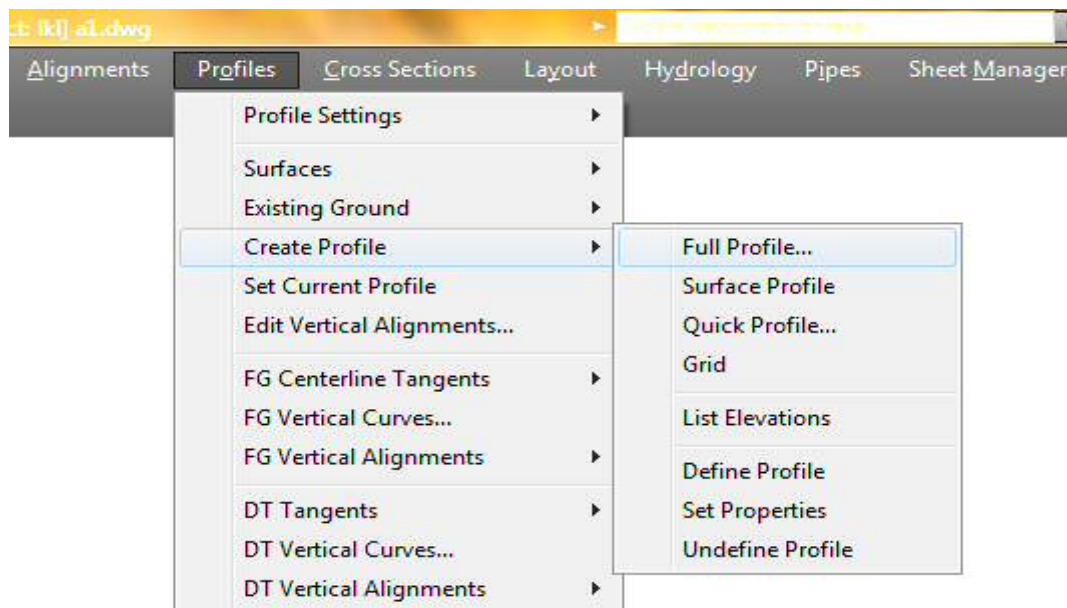 ct: lkl] a1.dwg
Alignments Profiles Cross Sections Layout Hydrology Pipes Sheet Manager
Profile Settings
Surfaces
Existing Ground
Create Profile
Set Current Profile
Edit Vertical Alignments...
FG Centerline Tangents
FG Vertical Curves...
FG Vertical Alignments
DT Tangents
DT Vertical Curves...
DT Vertical Alignments
Full Profile...
Surface Profile
Quick Profile...
Grid
List Elevations
Define Profile
Set Properties
Undefine Profile